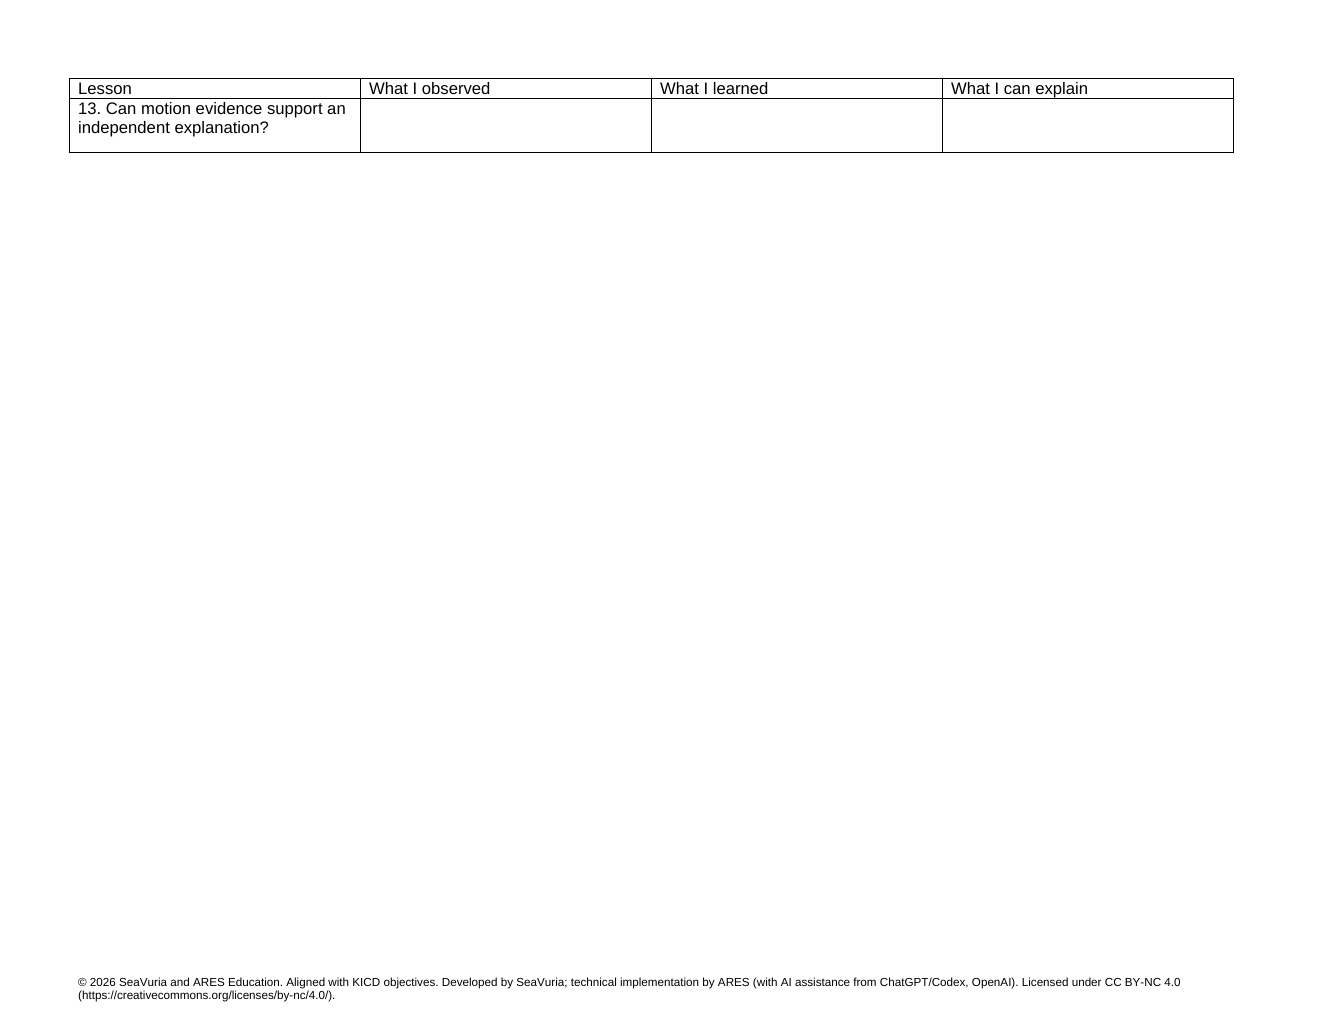 Lesson What I observed What I learned What I can explain
13. Can motion evidence support an
independent explanation?
© 2026 SeaVuria and ARES Education. Aligned with KICD objectives. Developed by SeaVuria; technical implementation by ARES (with AI assistance from ChatGPT/Codex, OpenAI). Licensed under CC BY-NC 4.0
(https://creativecommons.org/licenses/by-nc/4.0/).